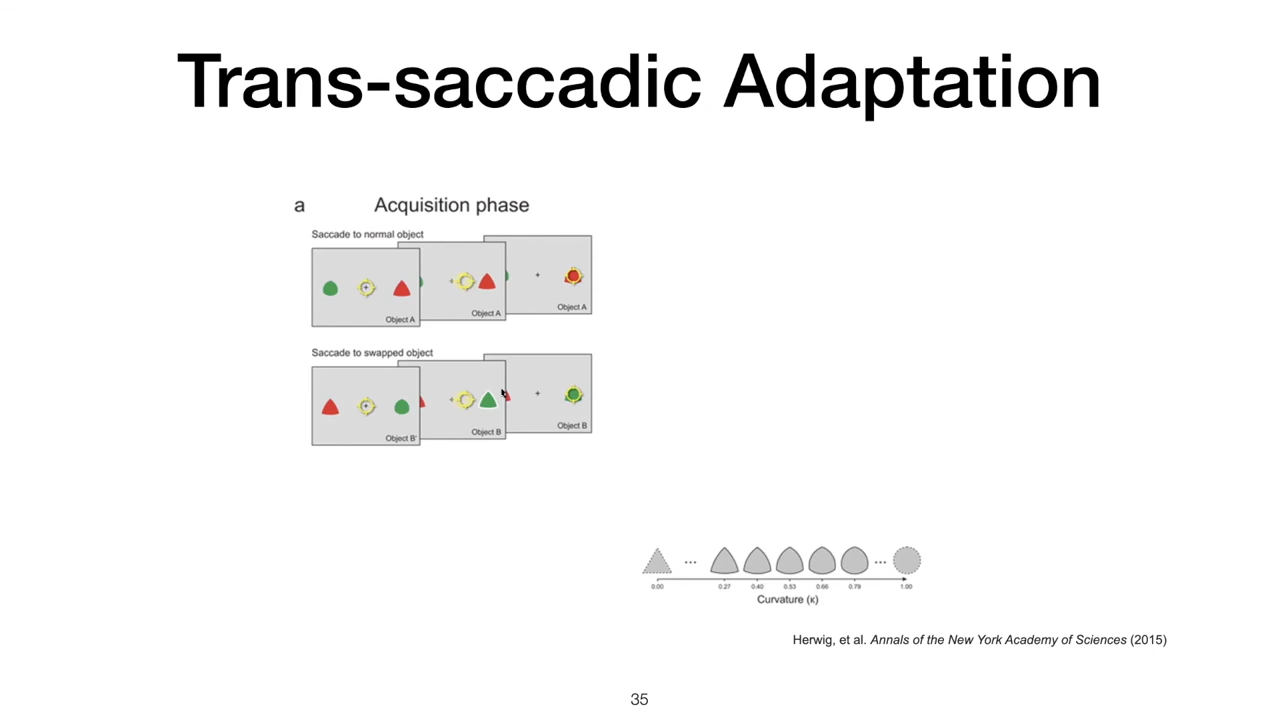 Trans-saccadic Adaptation
a Acquisition phase
Saccade to normal object
Object A
Object A
Object A
Saccade to swapped object
Object B'
Object B
Object B
... ...
0.00 0.27 0.40 0.53 0.66 0.79 1.00
Curvature (κ)
Herwig, et al. Annals of the New York Academy of Sciences (2015)
35